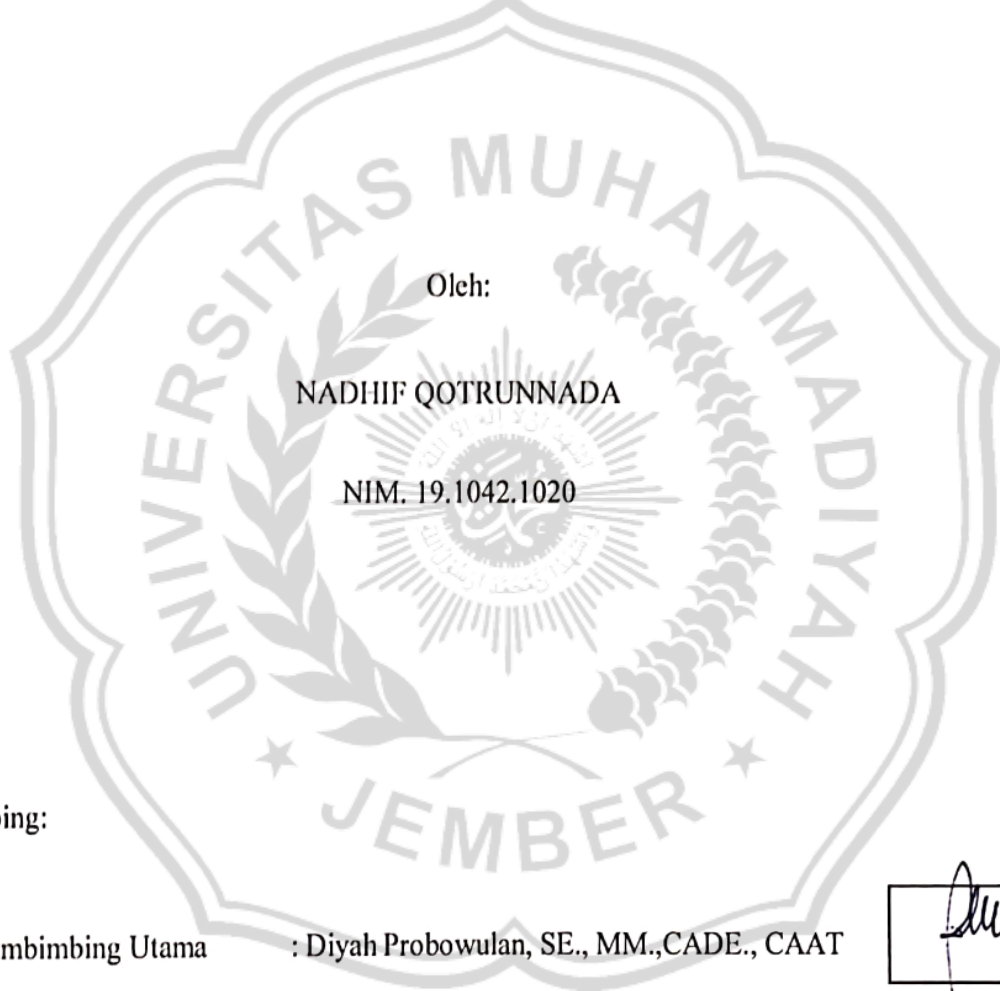 UNIVERSITAS MUHAMMADIYAH
Oleh:
NADHIF QOTRUNNADA
NIM. 19.1042.1020
JEMBER
ing:
mbimbing Utama : Diyah Probowulan, SE., MM.,CADE., CAAT